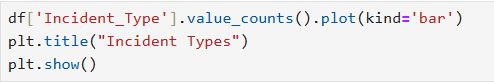 df['Incident_Type'].value_counts().plot(kind='bar')
plt.title("Incident Types")
plt.show()